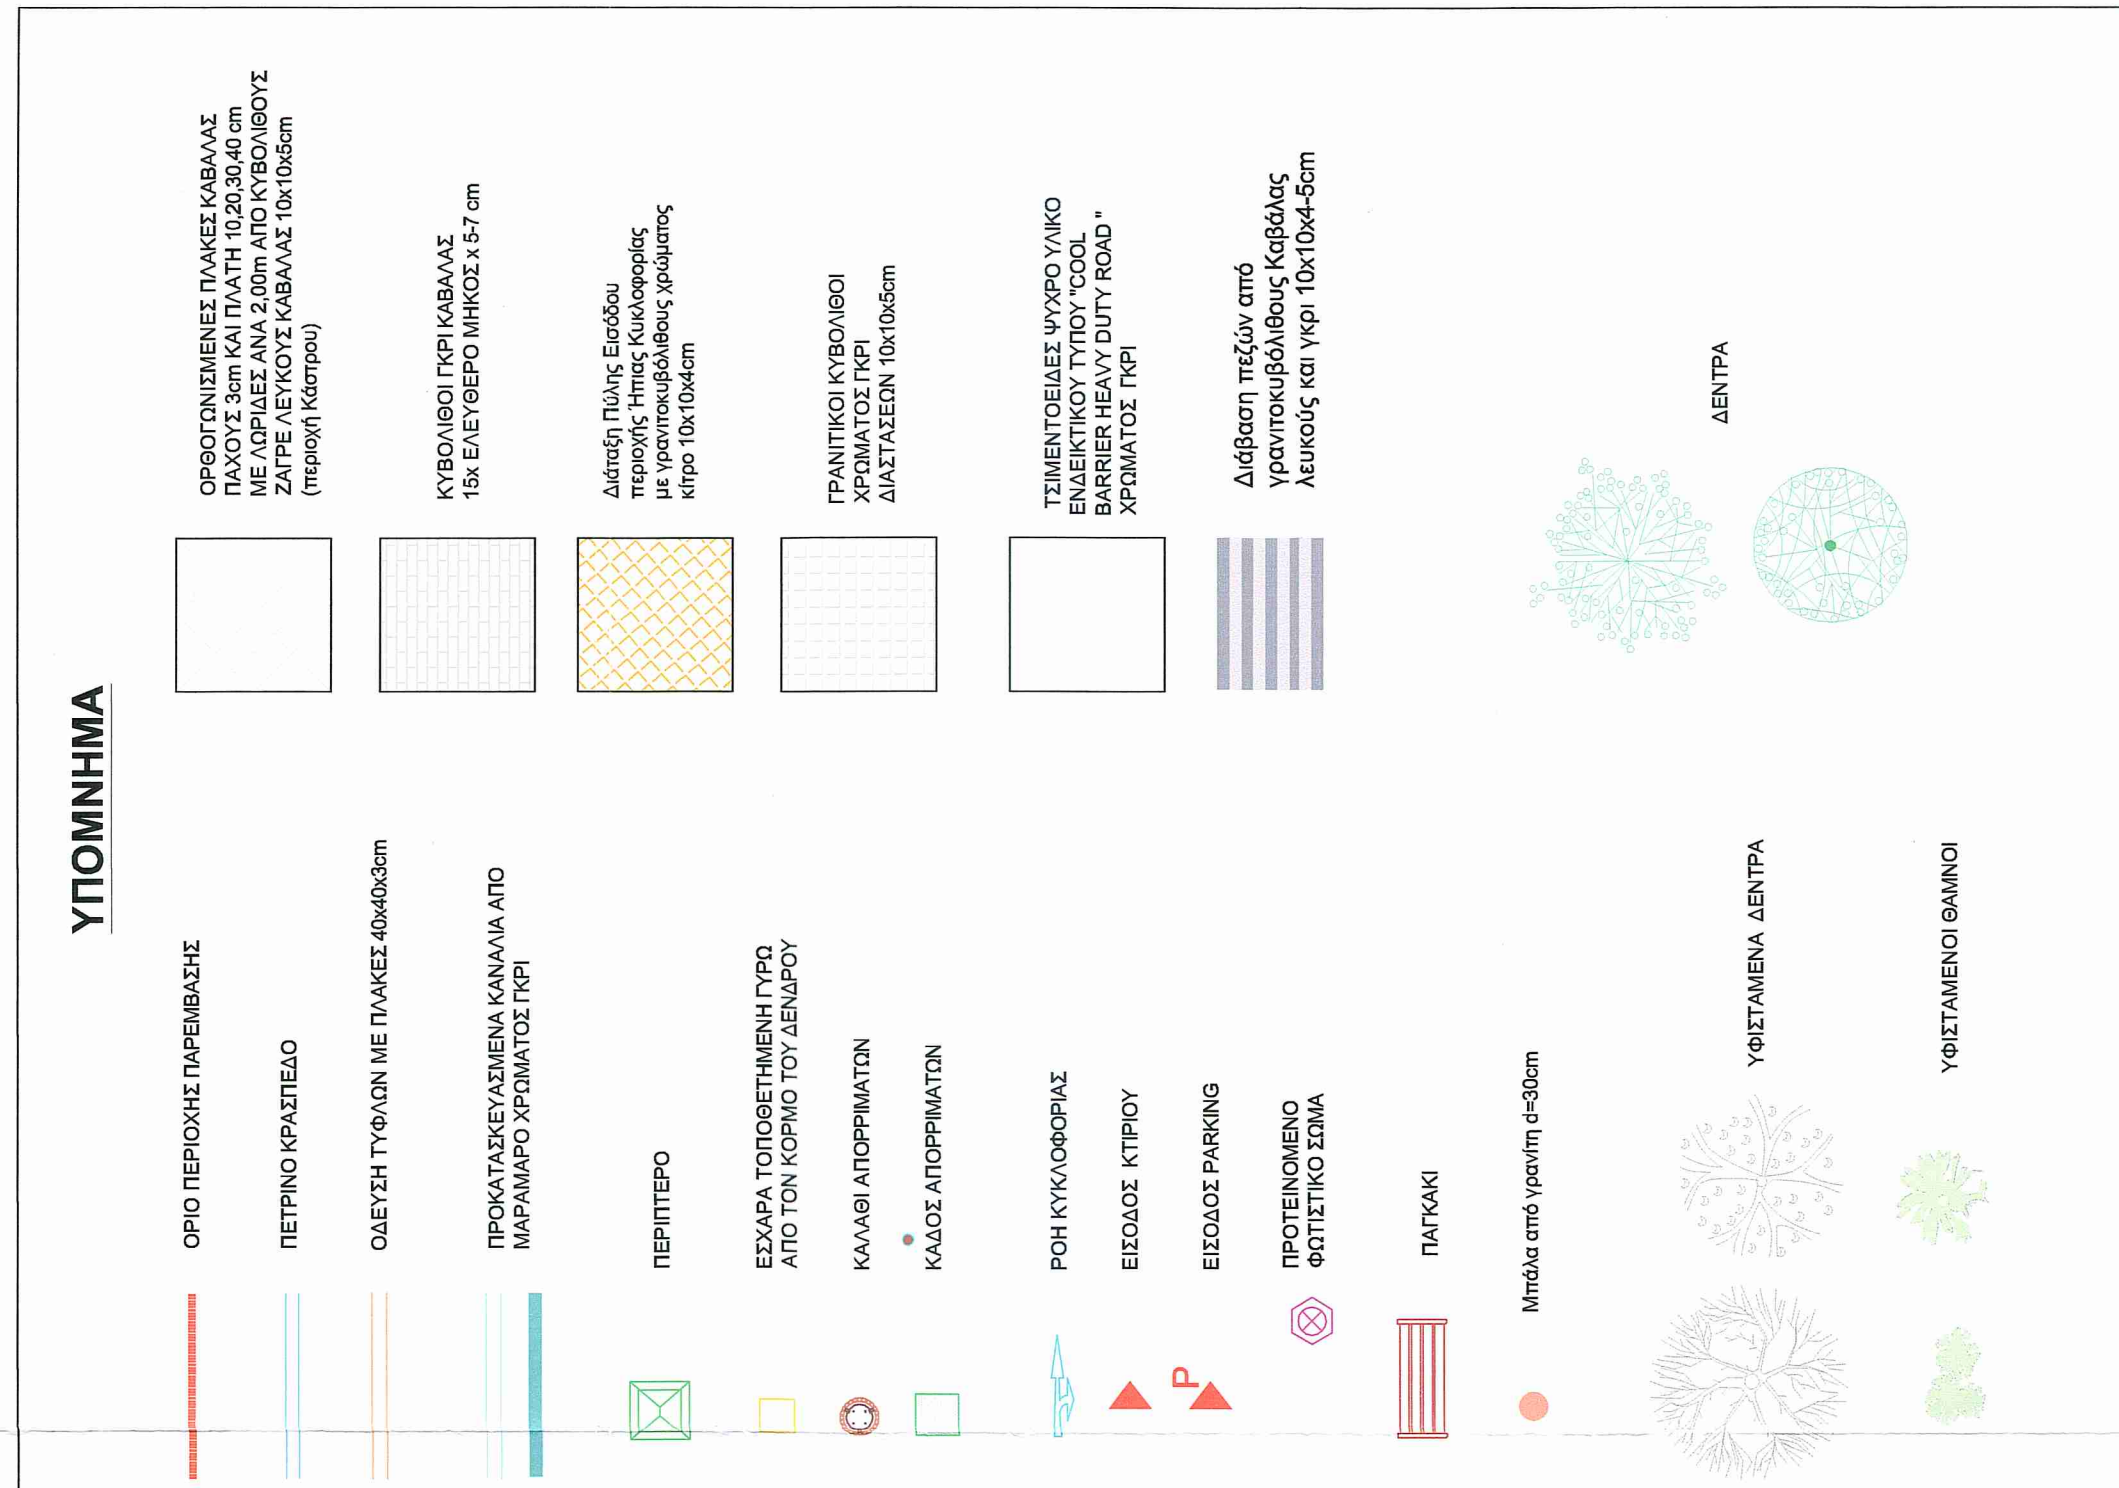 ΥΠΟΜΝΗΜΑ
ΟΡΙΟ ΠΕΡΙΟΧΗΣ ΠΑΡΕΜΒΑΣΗΣ
ΠΕΤΡΙΝΟ ΚΡΑΣΠΕΔΟ
ΟΔΕΥΣΗ ΤΥΦΛΩΝ ΜΕ ΠΛΑΚΕΣ 40x40x3cm
ΠΡΟΚΑΤΑΣΚΕΥΑΣΜΕΝΑ ΚΑΝΑΛΙΑ ΑΠΟ
ΜΑΡΑΜΑΡΟ ΧΡΩΜΑΤΟΣ ΓΚΡΙ
ΠΕΡΙΠΤΕΡΟ
ΕΣΧΑΡΑ ΤΟΠΟΘΕΤΗΜΕΝΗ ΓΥΡΩ
ΑΠΟ ΤΟΝ ΚΟΡΜΟ ΤΟΥ ΔΕΝΔΡΟΥ
ΚΑΛΑΘΙ ΑΠΟΡΡΙΜΑΤΩΝ
ΚΑΔΟΣ ΑΠΟΡΡΙΜΑΤΩΝ
ΡΟΗ ΚΥΚΛΟΦΟΡΙΑΣ
ΕΙΣΟΔΟΣ ΚΤΙΡΙΟΥ
P
ΕΙΣΟΔΟΣ PARKING
ΠΡΟΤΕΙΝΟΜΕΝΟ
ΦΩΤΙΣΤΙΚΟ ΣΩΜΑ
ΠΑΓΚΑΚΙ
Μπάλα από γρανίτη d=30cm
ΥΦΙΣΤΑΜΕΝΑ ΔΕΝΤΡΑ
ΥΦΙΣΤΑΜΕΝΟΙ ΘΑΜΝΟΙ
ΟΡΘΟΓΩΝΙΣΜΕΝΕΣ ΠΛΑΚΕΣ ΚΑΒΑΛΑΣ
ΠΑΧΟΥΣ 3cm ΚΑΙ ΠΛΑΤΗ 10,20,30,40 cm
ΜΕ ΛΩΡΙΔΕΣ ΑΝΑ 2,00m ΑΠΟ ΚΥΒΟΛΙΘΟΥΣ
ΖΑΓΡΕ ΛΕΥΚΟΥΣ ΚΑΒΑΛΑΣ 10x10x5cm
(περιοχή Κάστρου)
ΚΥΒΟΛΙΘΟΙ ΓΚΡΙ ΚΑΒΑΛΑΣ
15x ΕΛΕΥΘΕΡΟ ΜΗΚΟΣ x 5-7 cm
Διάταξη Πύλης Εισόδου
περιοχής Ήπιας Κυκλοφορίας
με γρανιτοκυβόλιθους χρώματος
κίτρο 10x10x4cm
ΓΡΑΝΙΤΙΚΟΙ ΚΥΒΟΛΙΘΟΙ
ΧΡΩΜΑΤΟΣ ΓΚΡΙ
ΔΙΑΣΤΑΣΕΩΝ 10x10x5cm
ΤΣΙΜΕΝΤΟΕΙΔΕΣ ΨΥΧΡΟ ΥΛΙΚΟ
ΕΝΔΕΙΚΤΙΚΟΥ ΤΥΠΟΥ "COOL
BARRIER HEAVY DUTY ROAD "
ΧΡΩΜΑΤΟΣ ΓΚΡΙ
Διάβαση πεζών από
γρανιτοκυβόλιθους Καβάλας
λευκούς και γκρι 10x10x4-5cm
ΔΕΝΤΡΑ